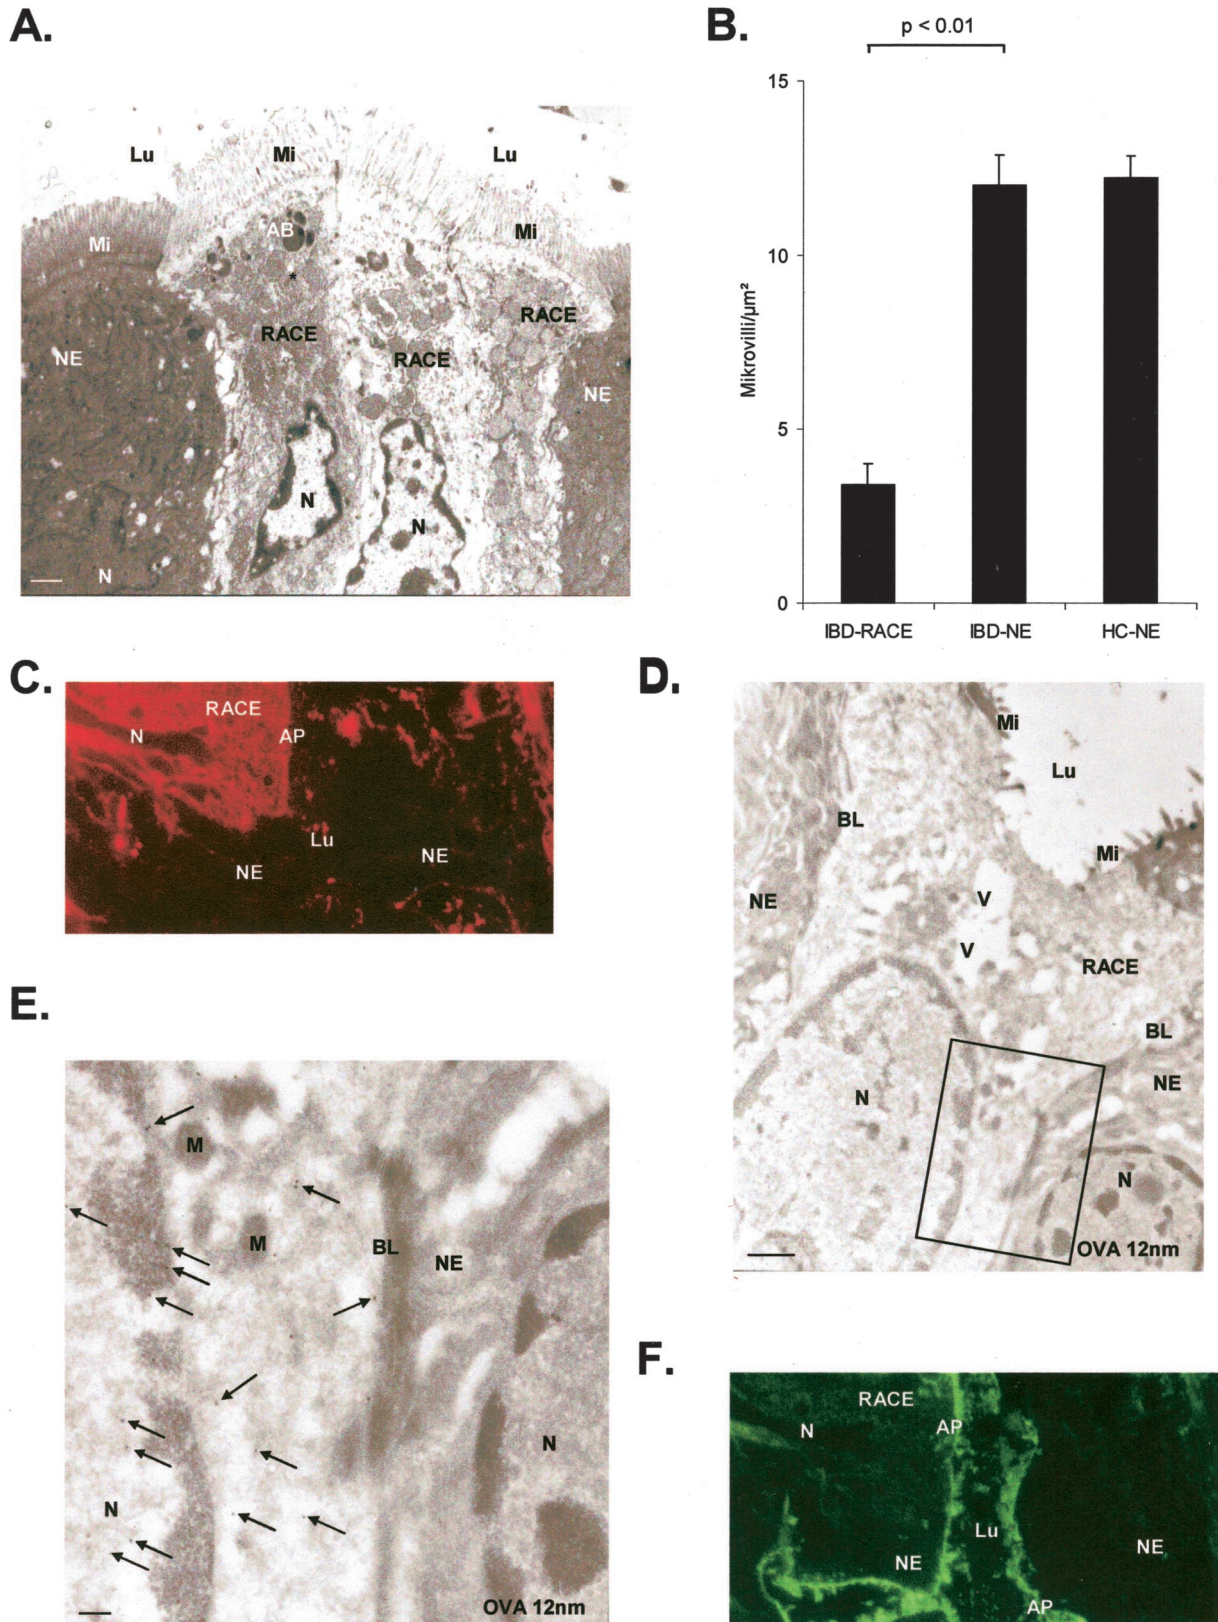 A.
Lu
Mi
Lu
Mi
AB
Mi
*
RACE
RACE
RACE
NE
NE
N
N
N
B.
p < 0.01
15
10
5
0
Mikrovilli/µm²
IBD-RACE
IBD-NE
HC-NE
C.
RACE
N
AP
Lu
NE
NE
D.
Mi
Lu
BL
Mi
NE
V
V
RACE
BL
NE
N
N
OVA 12nm
E.
M
M
BL
NE
N
N
OVA 12nm
F.
RACE
N
AP
Lu
NE
NE
AP